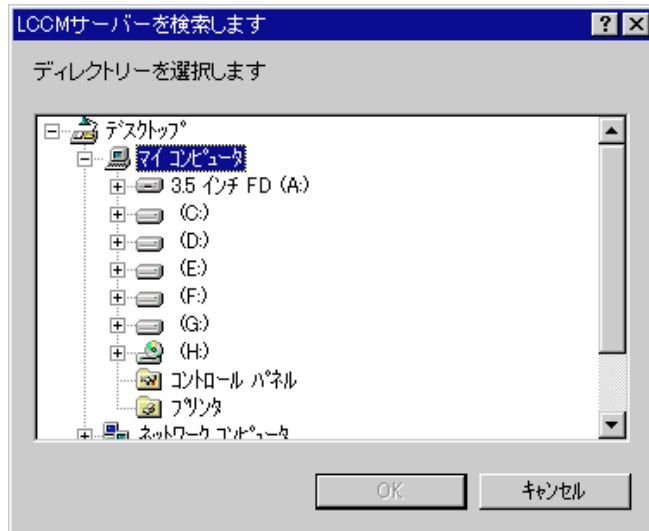 LCCMサーバーを検索します
ディレクトリーを選択します
ﾃﾞｽｸﾄｯﾌﾟ
ﾏｲ ｺﾝﾋﾟｭｰﾀ
3.5 ｲﾝﾁ FD (A:)
(C:)
(D:)
(E:)
(F:)
(G:)
(H:)
ｺﾝﾄﾛｰﾙ ﾊﾟﾈﾙ
ﾌﾟﾘﾝﾀ
ﾈｯﾄﾜｰｸ ｺﾝﾋﾟｭｰﾀ
OK
ｷｬﾝｾﾙ